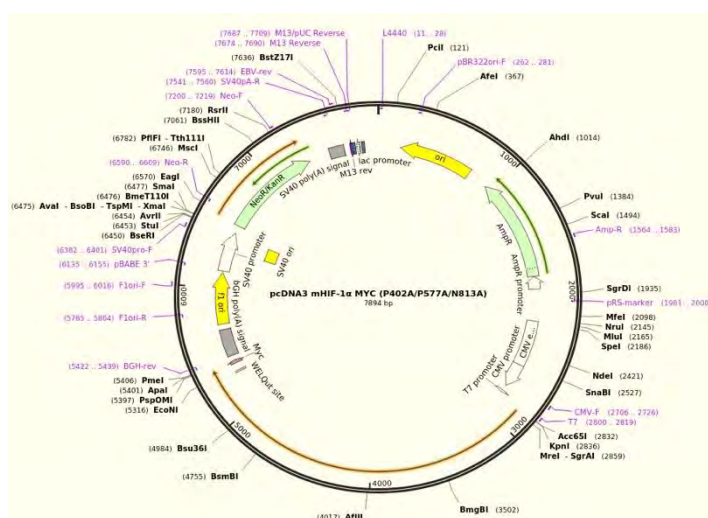 (7687 .. 7709) M13/pUC Reverse
(7674 .. 7690) M13 Reverse
(7636) BstZ17I
(7595 .. 7614) EBV-rev
(7541 .. 7560) SV40pA-R
(7200 .. 7219) Neo-F
(7180) RsrII
(7061) BssHII
(6782) PflFI - Tth111I
(6746) MscI
(6590 .. 6609) Neo-R
(6570) EagI
(6477) SmaI
(6476) BmeT110I
(6475) AvaI - BsoBI - TspMI - XmaI
(6454) AvrII
(6453) StuI
(6450) BseRI
(6382 .. 6401) SV40pro-F
(6135 .. 6155) pBABE 3'
(5995 .. 6016) F1ori-F
(5785 .. 5804) F1ori-R
(5422 .. 5439) BGH-rev
(5406) PmeI
(5401) ApaI
(5397) PspOMI
(5316) EcoNI
(4984) Bsu36I
(4755) BsmBI
(4012) AflII
L4440 (11 .. 28)
PciI (121)
pBR322ori-F (262 .. 281)
AfeI (367)
AhdI (1014)
PvuI (1384)
ScaI (1494)
Amp-R (1564 .. 1583)
SgrDI (1935)
pRS-marker (1981 .. 2000)
MfeI (2098)
NruI (2145)
MluI (2165)
SpeI (2186)
NdeI (2421)
SnaBI (2527)
CMV-F (2706 .. 2726)
T7 (2800 .. 2819)
Acc65I (2832)
KpnI (2836)
MreI - SgrAI (2859)
BmgBI (3502)
1000
2000
3000
4000
5000
6000
7000
SV40 poly(A) signal
M13 rev
lac promoter
ori
AmpR
AmpR promoter
CMV e...
CMV promoter
T7 promoter
WELQut site
Myc
bGH poly(A) signal
f1 ori
SV40 promoter
SV40 ori
NeoR/KanR
pcDNA3 mHIF-1α MYC (P402A/P577A/N813A)
7894 bp